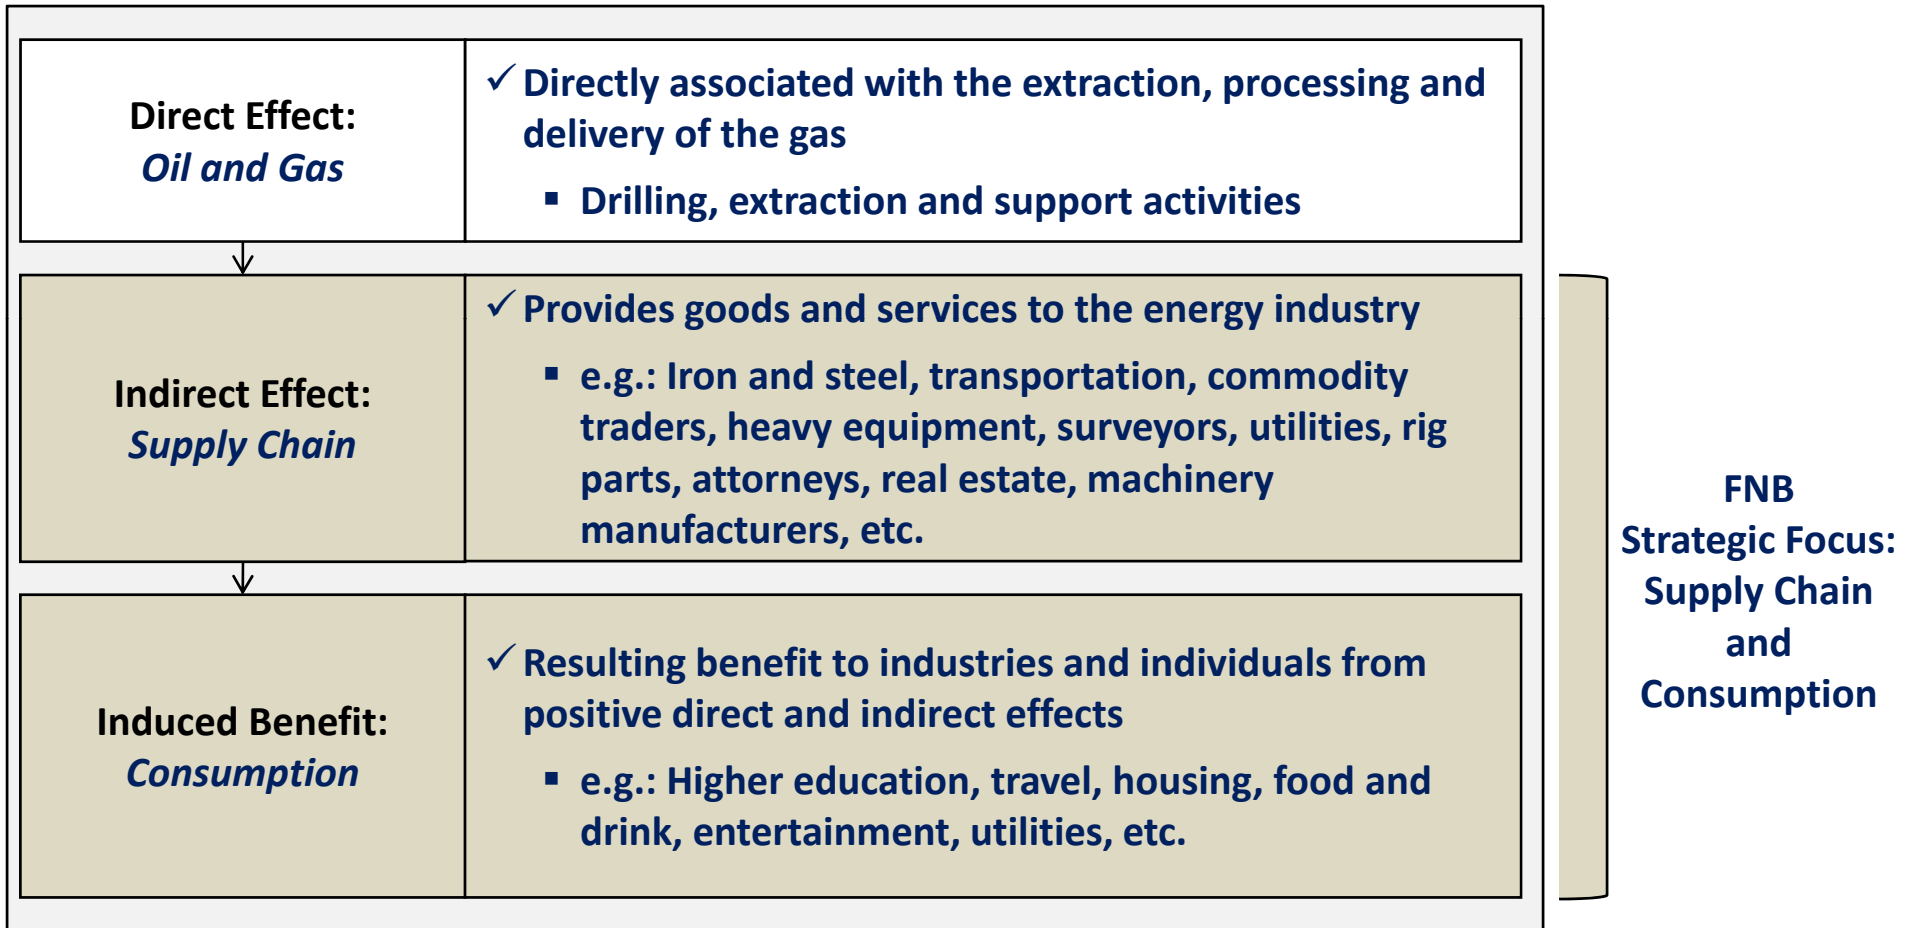 Direct Effect:
Oil and Gas
✓ Directly associated with the extraction, processing and
delivery of the gas
▪ Drilling, extraction and support activities
Indirect Effect:
Supply Chain
✓ Provides goods and services to the energy industry
▪ e.g.: Iron and steel, transportation, commodity
traders, heavy equipment, surveyors, utilities, rig
parts, attorneys, real estate, machinery
manufacturers, etc.
Induced Benefit:
Consumption
✓ Resulting benefit to industries and individuals from
positive direct and indirect effects
▪ e.g.: Higher education, travel, housing, food and
drink, entertainment, utilities, etc.
FNB
Strategic Focus:
Supply Chain
and
Consumption